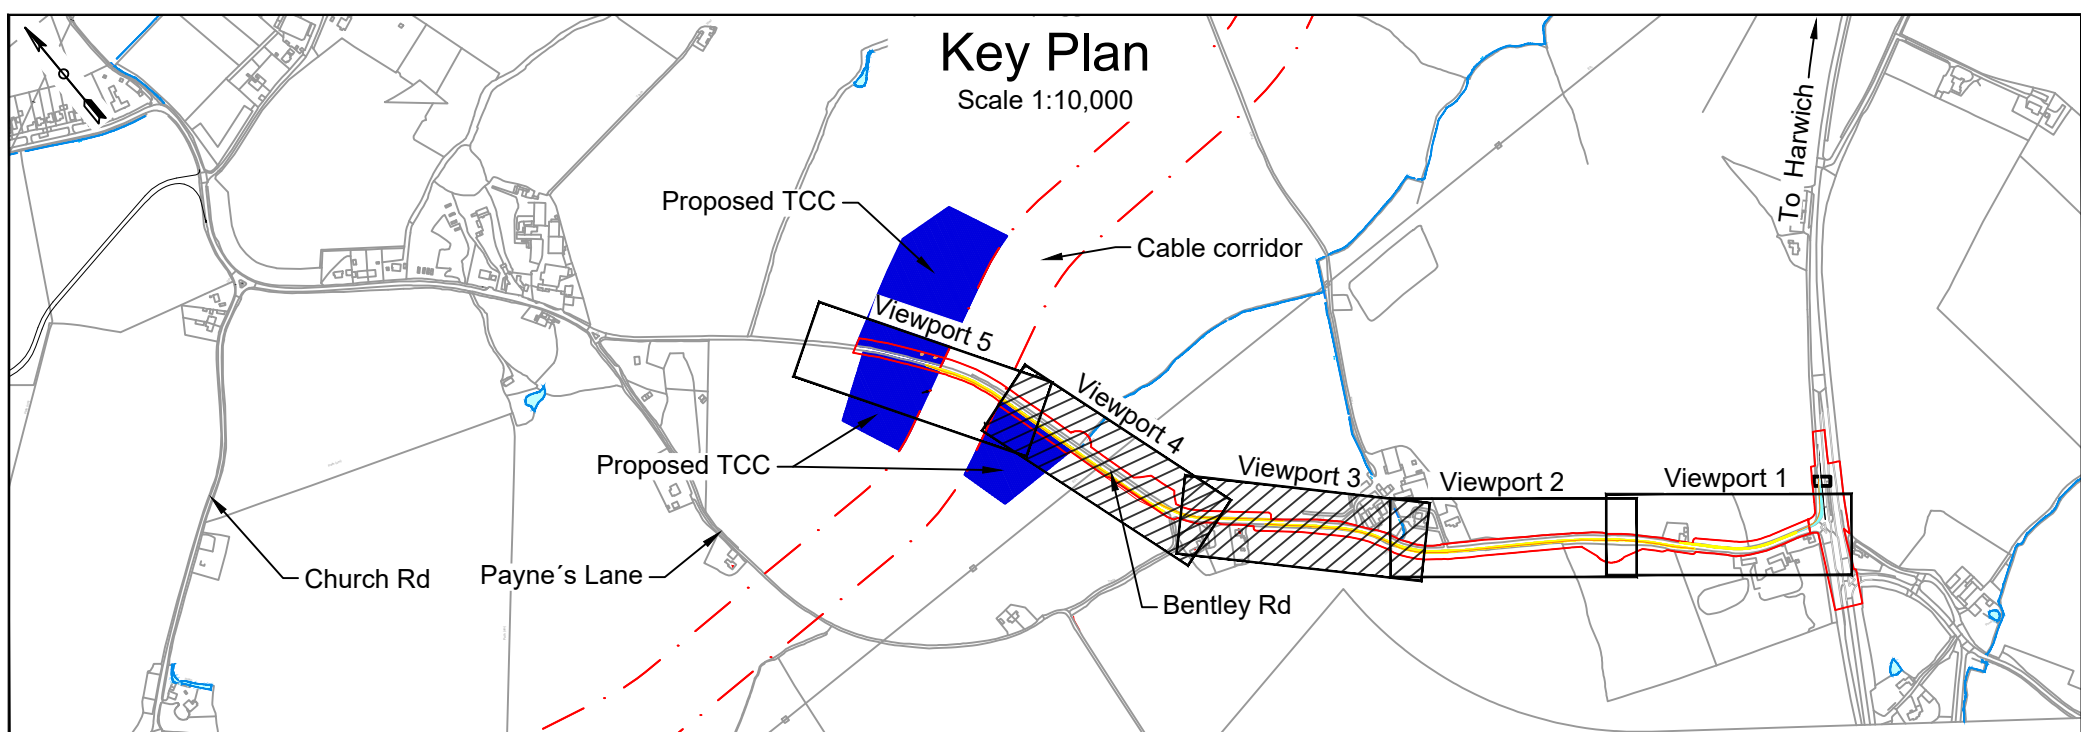 Key Plan
Scale 1:10,000
To Harwich
Proposed TCC
Cable corridor
Viewport 5
Viewport 4
Proposed TCC
Viewport 3
Viewport 2
Viewport 1
Church Rd
Payne´s Lane
Bentley Rd